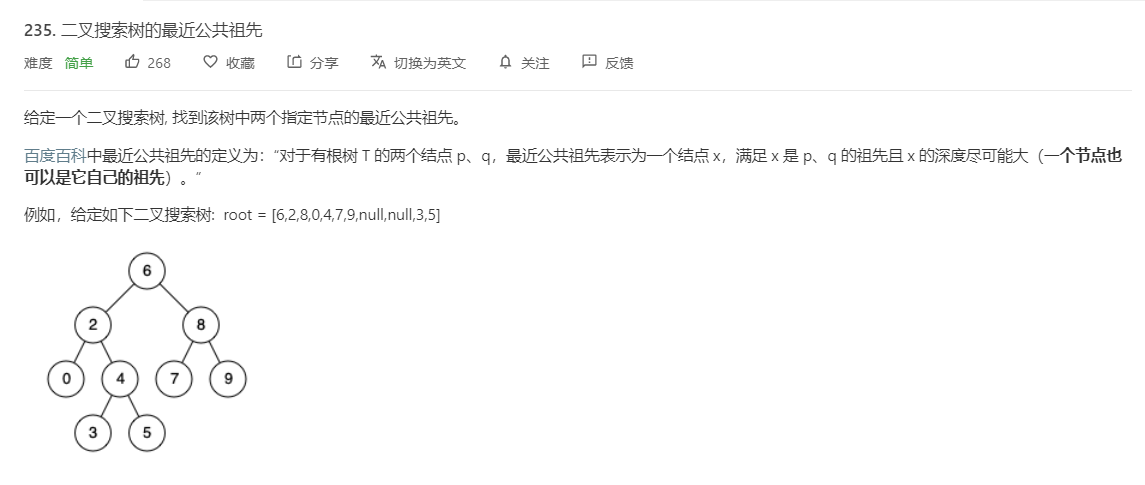 235. 二叉搜索树的最近公共祖先
难度 简单 268 收藏 分享 切换为英文 关注 反馈
给定一个二叉搜索树, 找到该树中两个指定节点的最近公共祖先。
百度百科中最近公共祖先的定义为：“对于有根树 T 的两个结点 p、q，最近公共祖先表示为一个结点 x，满足 x 是 p、q 的祖先且 x 的深度尽可能大（一个节点也
可以是它自己的祖先）。”
例如，给定如下二叉搜索树: root = [6,2,8,0,4,7,9,null,null,3,5]
6
2 8
0 4 7 9
3 5